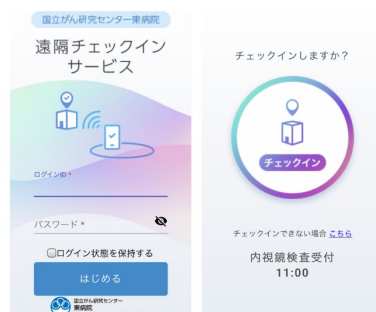 国立がん研究センター東病院
遠隔チェックイン
サービス
ログインID *
パスワード *
ログイン状態を保持する
はじめる
国立がん研究センター
東病院
チェックインしますか？
チェックイン
チェックインできない場合 こちら
内視鏡検査受付
11:00